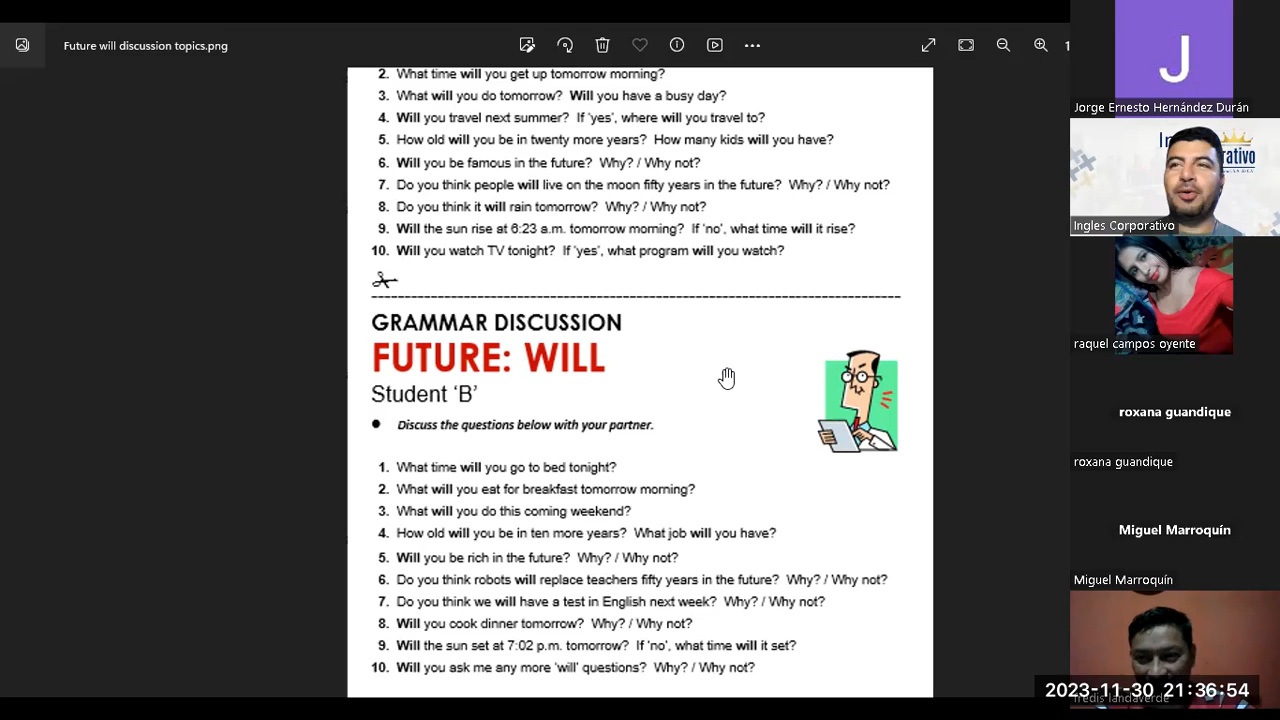 Future will discussion topics.png
2. What time will you get up tomorrow morning?
3. What will you do tomorrow? Will you have a busy day?
4. Will you travel next summer? If 'yes', where will you travel to?
5. How old will you be in twenty more years? How many kids will you have?
6. Will you be famous in the future? Why? / Why not?
7. Do you think people will live on the moon fifty years in the future? Why? / Why not?
8. Do you think it will rain tomorrow? Why? / Why not?
9. Will the sun rise at 6:23 a.m. tomorrow morning? If 'no', what time will it rise?
10. Will you watch TV tonight? If 'yes', what program will you watch?
GRAMMAR DISCUSSION
FUTURE: WILL
Student 'B'
● Discuss the questions below with your partner.
1. What time will you go to bed tonight?
2. What will you eat for breakfast tomorrow morning?
3. What will you do this coming weekend?
4. How old will you be in ten more years? What job will you have?
5. Will you be rich in the future? Why? / Why not?
6. Do you think robots will replace teachers fifty years in the future? Why? / Why not?
7. Do you think we will have a test in English next week? Why? / Why not?
8. Will you cook dinner tomorrow? Why? / Why not?
9. Will the sun set at 7:02 p.m. tomorrow? If 'no', what time will it set?
10. Will you ask me any more 'will' questions? Why? / Why not?
J
Jorge Ernesto Hernández Durán
Ingles Corporativo
raquel campos oyente
roxana guandique
roxana guandique
Miguel Marroquín
Miguel Marroquín
2023-11-30 21:36:54
fredis landaverde